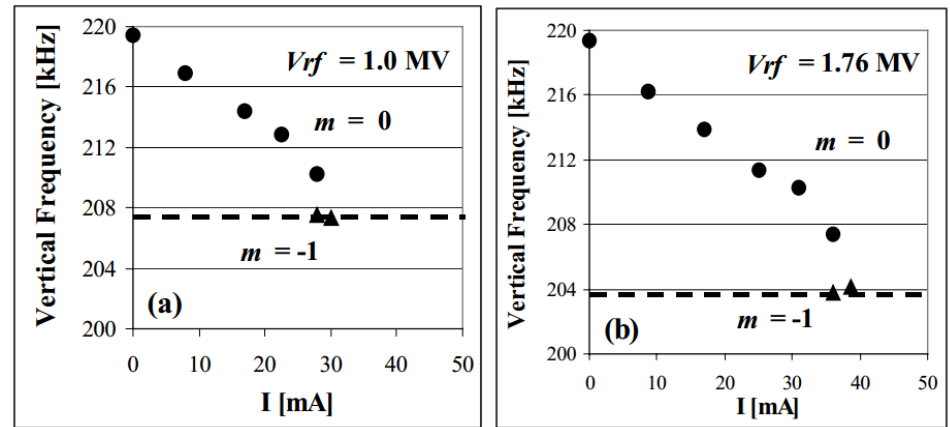 Vertical Frequency [kHz]
220
216
212
208
204
200
Vrf = 1.0 MV
m = 0
m = -1
(a)
0 10 20 30 40 50
I [mA]
Vertical Frequency [kHz]
220
216
212
208
204
200
Vrf = 1.76 MV
m = 0
m = -1
(b)
0 10 20 30 40 50
I [mA]